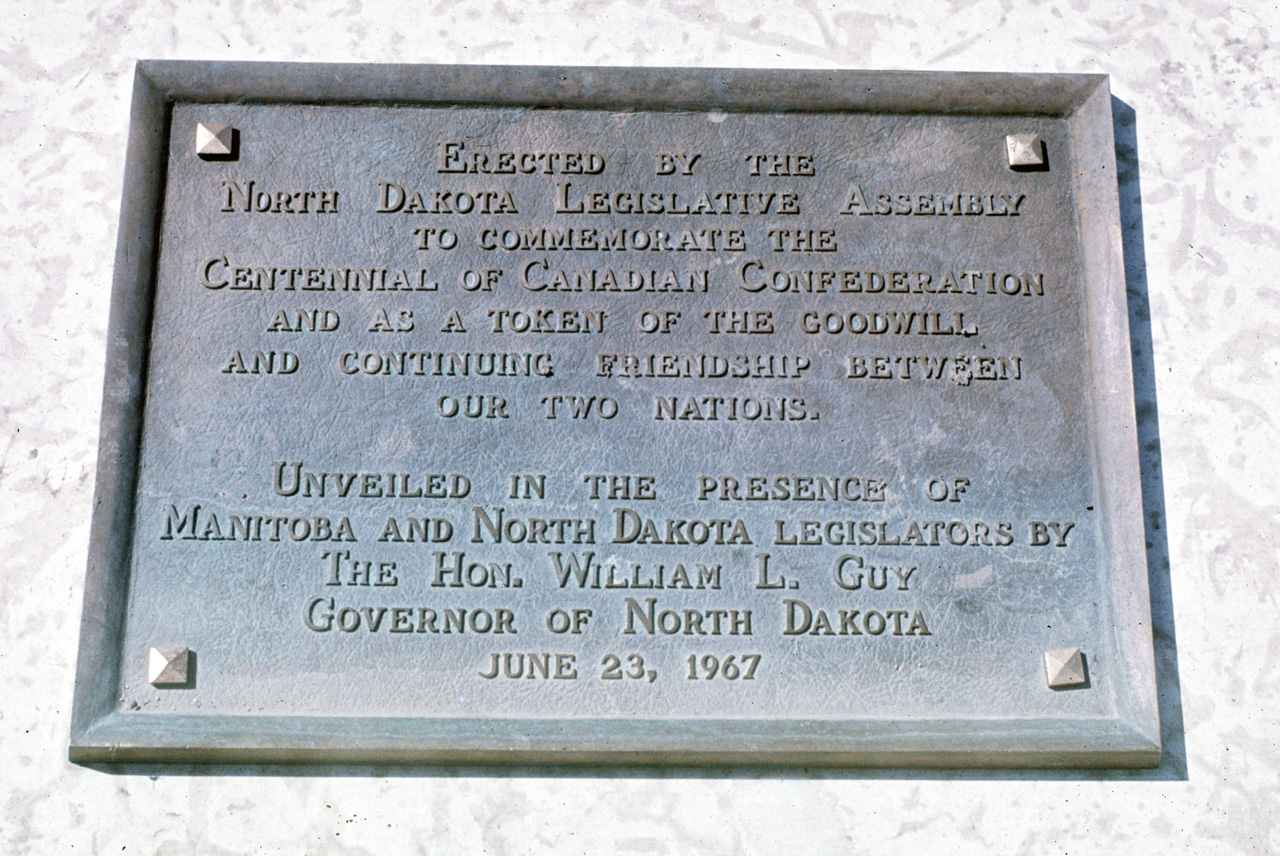 ERECTED BY THE
NORTH DAKOTA LEGISLATIVE ASSEMBLY
TO COMMEMORATE THE
CENTENNIAL OF CANADIAN CONFEDERATION
AND AS A TOKEN OF THE GOODWILL
AND CONTINUING FRIENDSHIP BETWEEN
OUR TWO NATIONS.
UNVEILED IN THE PRESENCE OF
MANITOBA AND NORTH DAKOTA LEGISLATORS BY
THE HON. WILLIAM L. GUY
GOVERNOR OF NORTH DAKOTA
JUNE 23, 1967